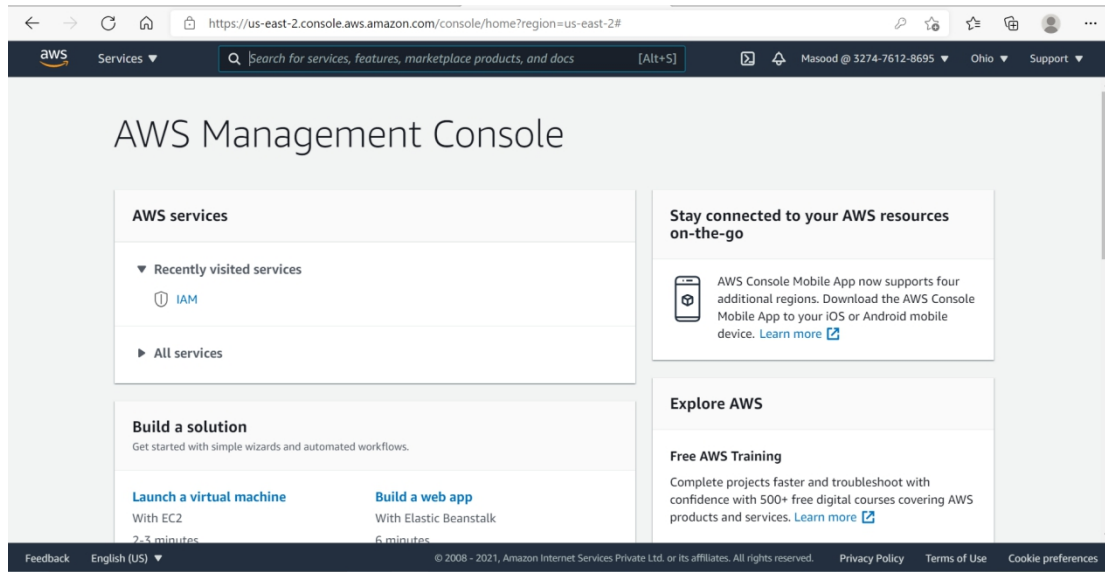 https://us-east-2.console.aws.amazon.com/console/home?region=us-east-2#
aws
Services ▼
Search for services, features, marketplace products, and docs
[Alt+S]
Masood @ 3274-7612-8695 ▼
Ohio ▼
Support ▼
AWS Management Console
AWS services
▼ Recently visited services
IAM
▶ All services
Build a solution
Get started with simple wizards and automated workflows.
Launch a virtual machine
With EC2
2-3 minutes
Build a web app
With Elastic Beanstalk
6 minutes
Stay connected to your AWS resources
on-the-go
AWS Console Mobile App now supports four
additional regions. Download the AWS Console
Mobile App to your iOS or Android mobile
device. Learn more
Explore AWS
Free AWS Training
Complete projects faster and troubleshoot with
confidence with 500+ free digital courses covering AWS
products and services. Learn more
Feedback
English (US) ▼
© 2008 - 2021, Amazon Internet Services Private Ltd. or its affiliates. All rights reserved.
Privacy Policy
Terms of Use
Cookie preferences